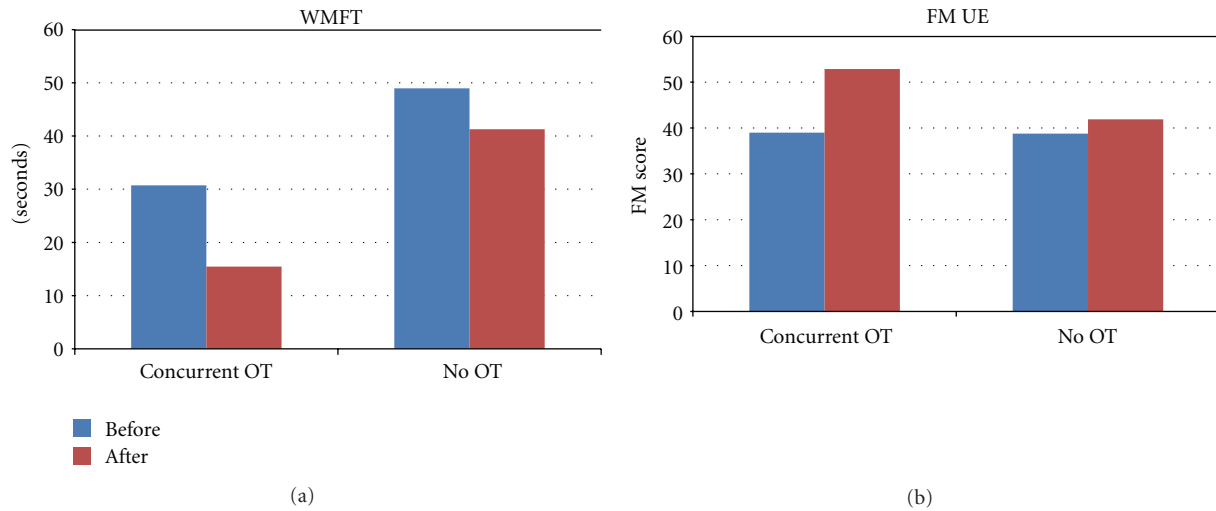 WMFT
60
50
40
30
20
10
0
(seconds)
Concurrent OT
No OT
Before
After
(a)
FM UE
60
50
40
30
20
10
0
FM score
Concurrent OT
No OT
(b)